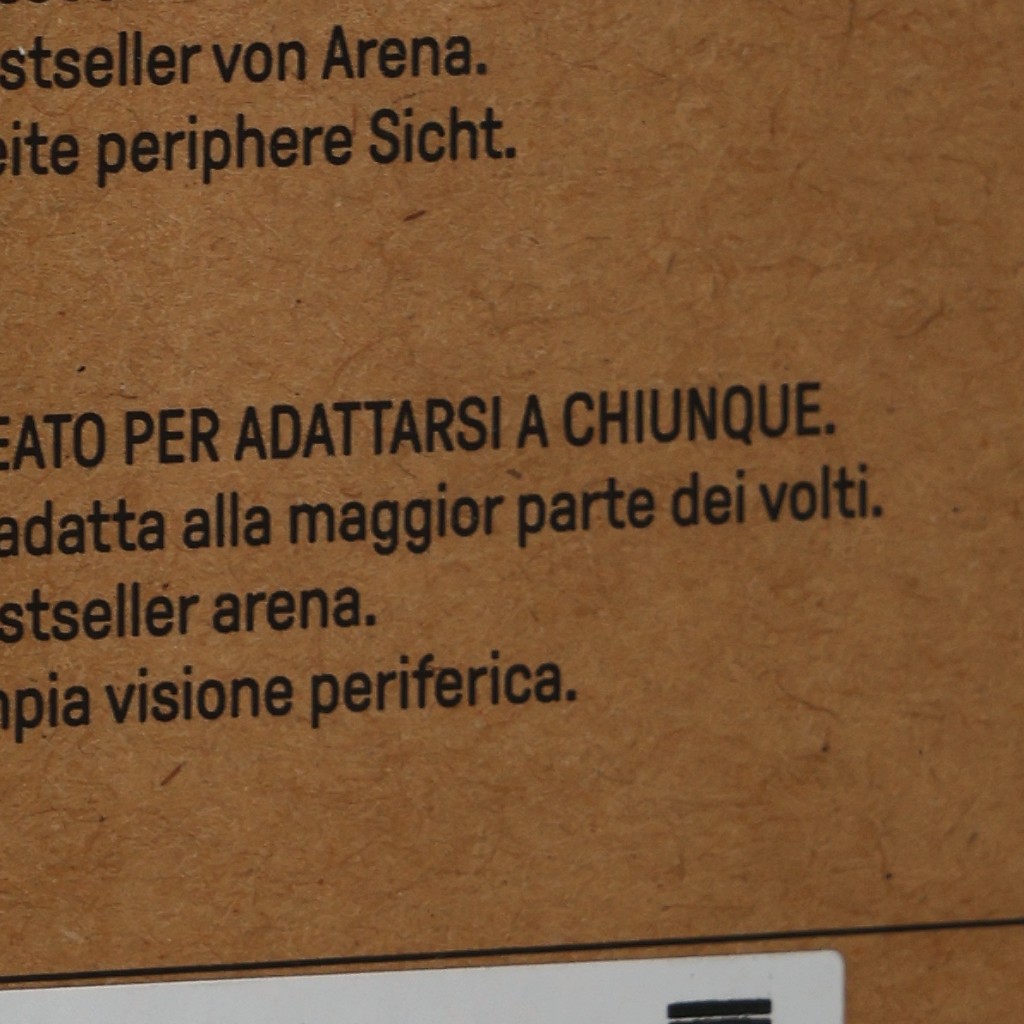 stseller von Arena.
eite periphere Sicht.
EATO PER ADATTARSI A CHIUNQUE.
adatta alla maggior parte dei volti.
stseller arena.
mpia visione periferica.